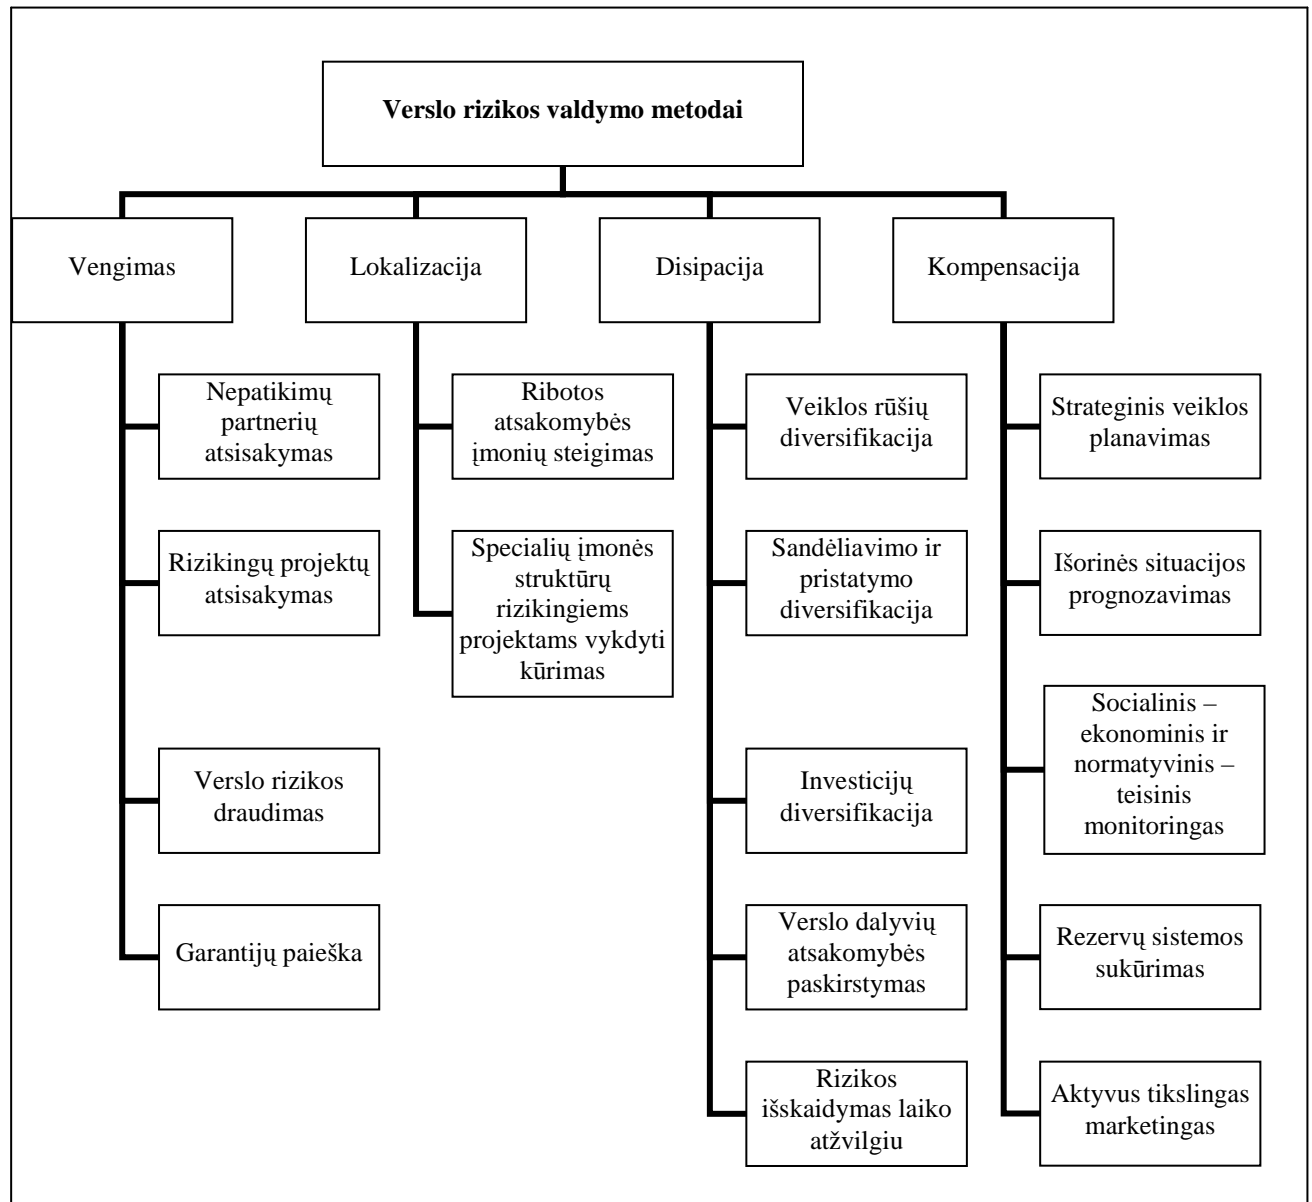 Verslo rizikos valdymo metodai
Vengimas
Lokalizacija
Disipacija
Kompensacija
Nepatikimų
partnerių
atsisakymas
Rizikingų projektų
atsisakymas
Verslo rizikos
draudimas
Garantijų paieška
Ribotos
atsakomybės
įmonių steigimas
Specialių įmonės
struktūrų
rizikingiems
projektams vykdyti
kūrimas
Veiklos rūšių
diversifikacija
Sandėliavimo ir
pristatymo
diversifikacija
Investicijų
diversifikacija
Verslo dalyvių
atsakomybės
paskirstymas
Rizikos
išskaidymas laiko
atžvilgiu
Strateginis veiklos
planavimas
Išorinės situacijos
prognozavimas
Socialinis –
ekonominis ir
normatyvinis –
teisinis
monitoringas
Rezervų sistemos
sukūrimas
Aktyvus tikslingas
marketingas